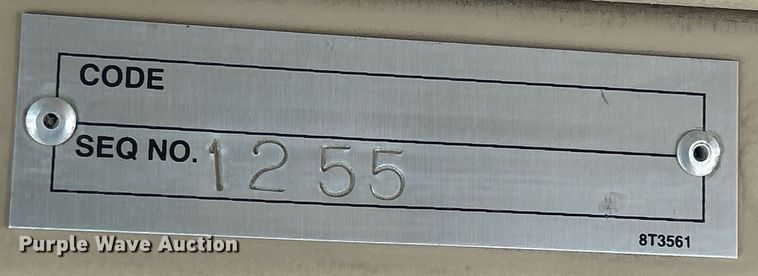 CODE
SEQ NO. 1255
8T3561
Purple Wave Auction